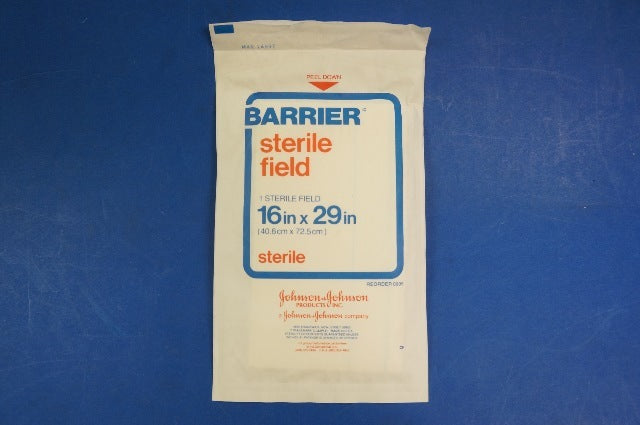 PEEL DOWN
BARRIER®
sterile
field
1 STERILE FIELD
16in x 29in
(40.6cm x 72.5cm)
sterile
REORDER
Johnson & Johnson
PRODUCTS INC.
a Johnson & Johnson company